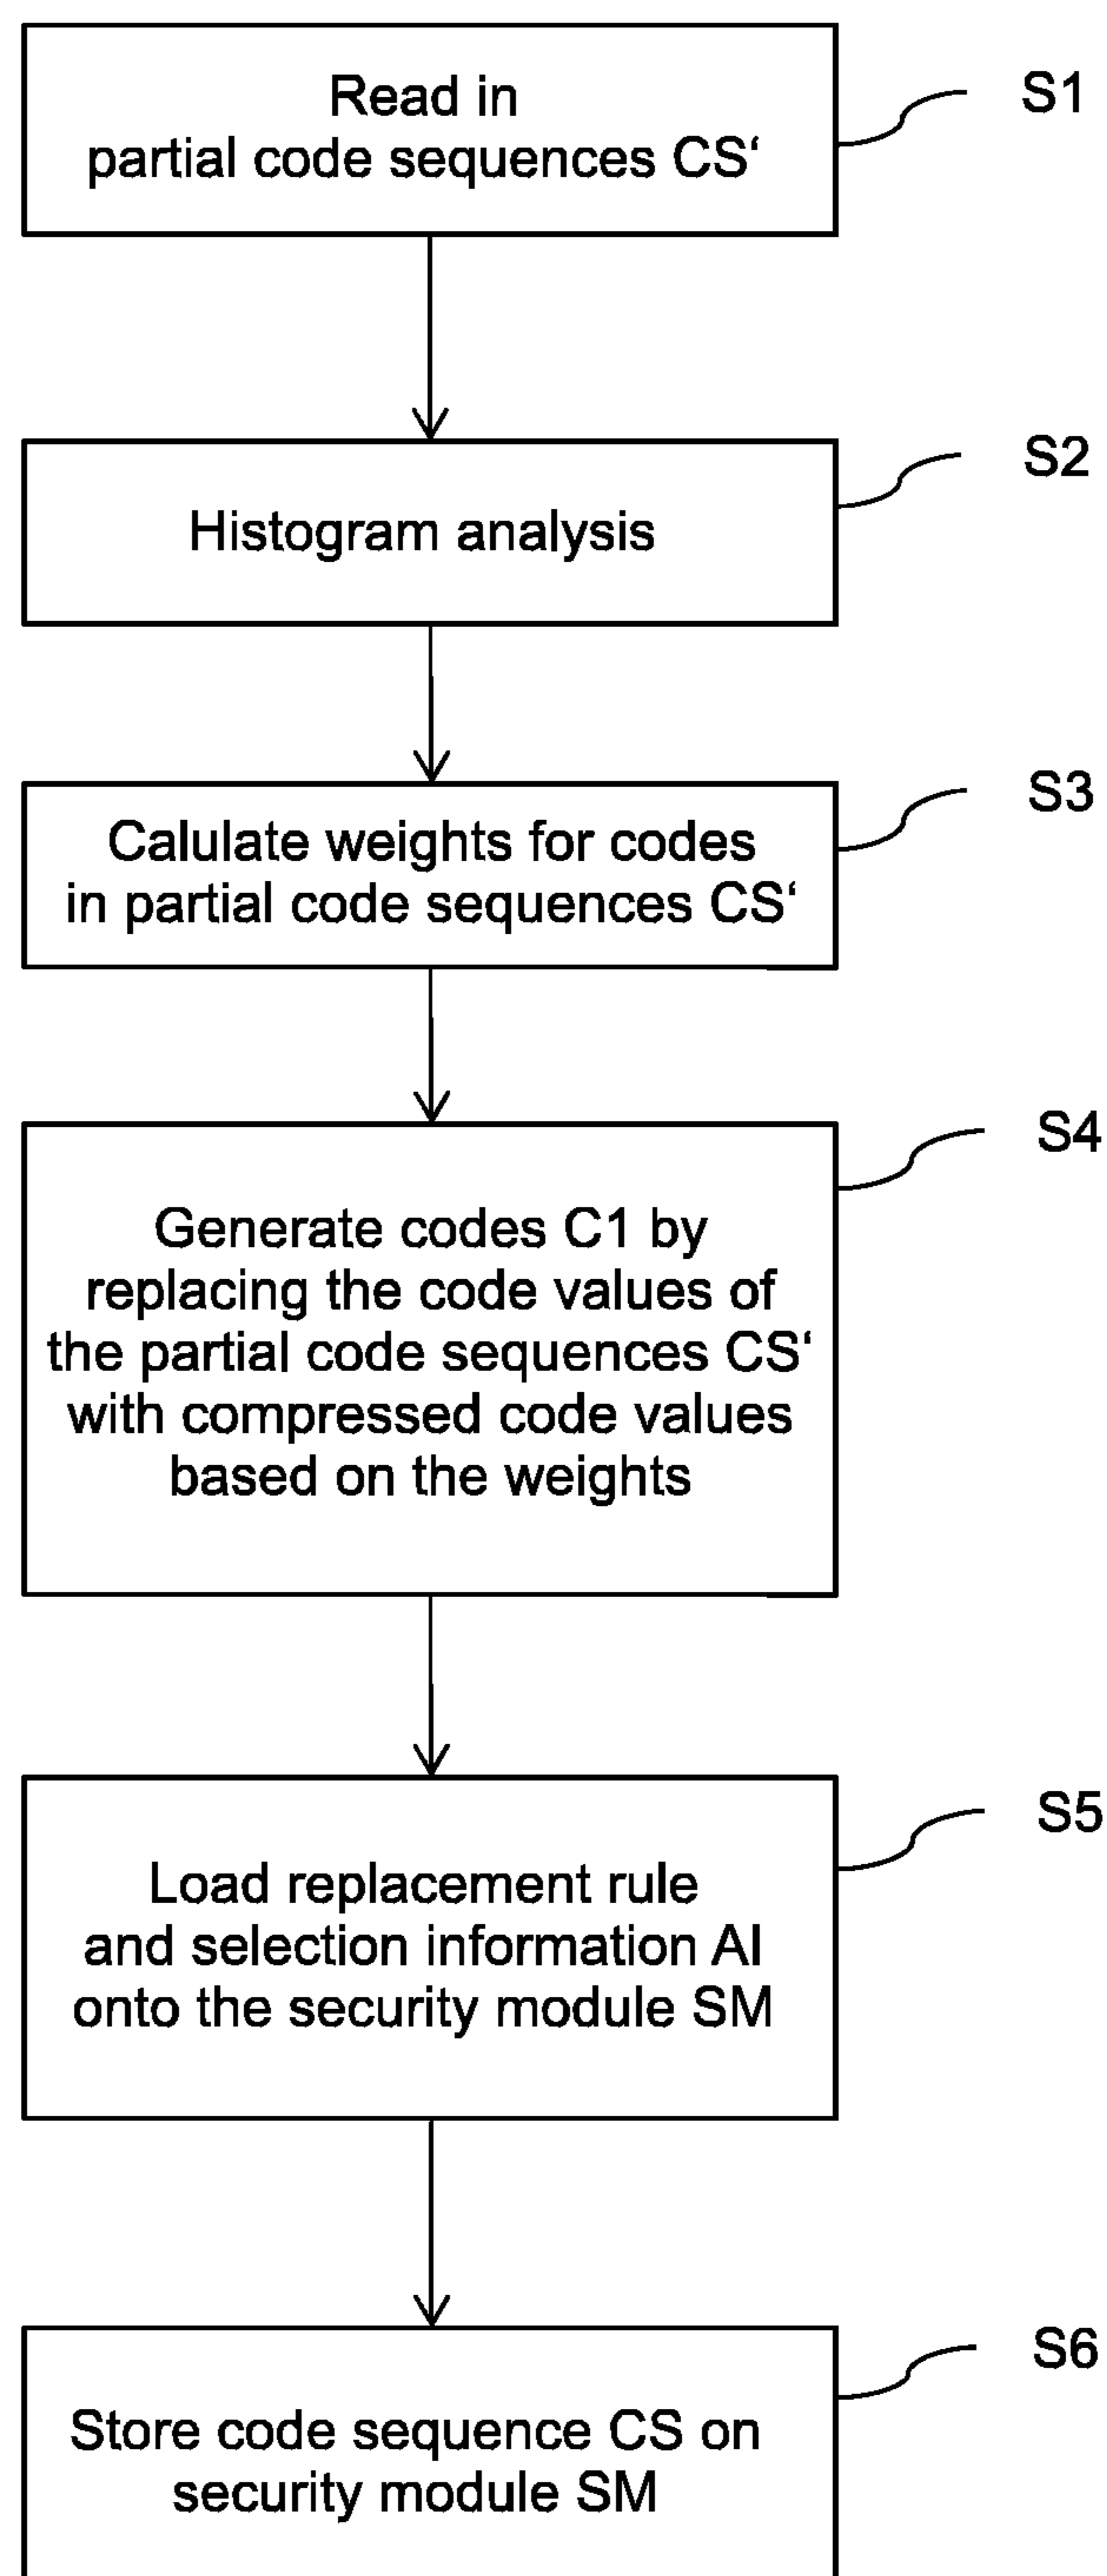 Read in
partial code sequences CS‘
S1
Histogram analysis
S2
Calulate weights for codes
in partial code sequences CS‘
S3
Generate codes C1 by
replacing the code values of
the partial code sequences CS‘
with compressed code values
based on the weights
S4
Load replacement rule
and selection information AI
onto the security module SM
S5
Store code sequence CS on
security module SM
S6